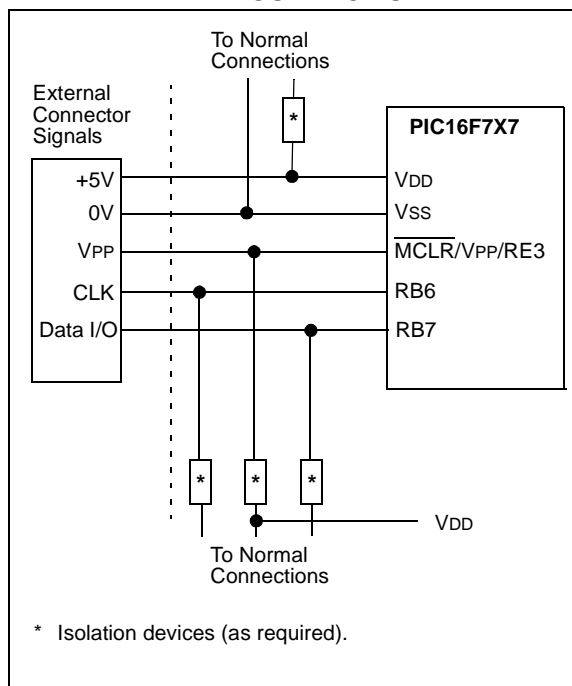 To Normal
Connections
External
Connector
Signals
*
PIC16F7X7
+5V
VDD
0V
VSS
VPP
MCLR/VPP/RE3
CLK
RB6
Data I/O
RB7
* * *
VDD
To Normal
Connections
* Isolation devices (as required).